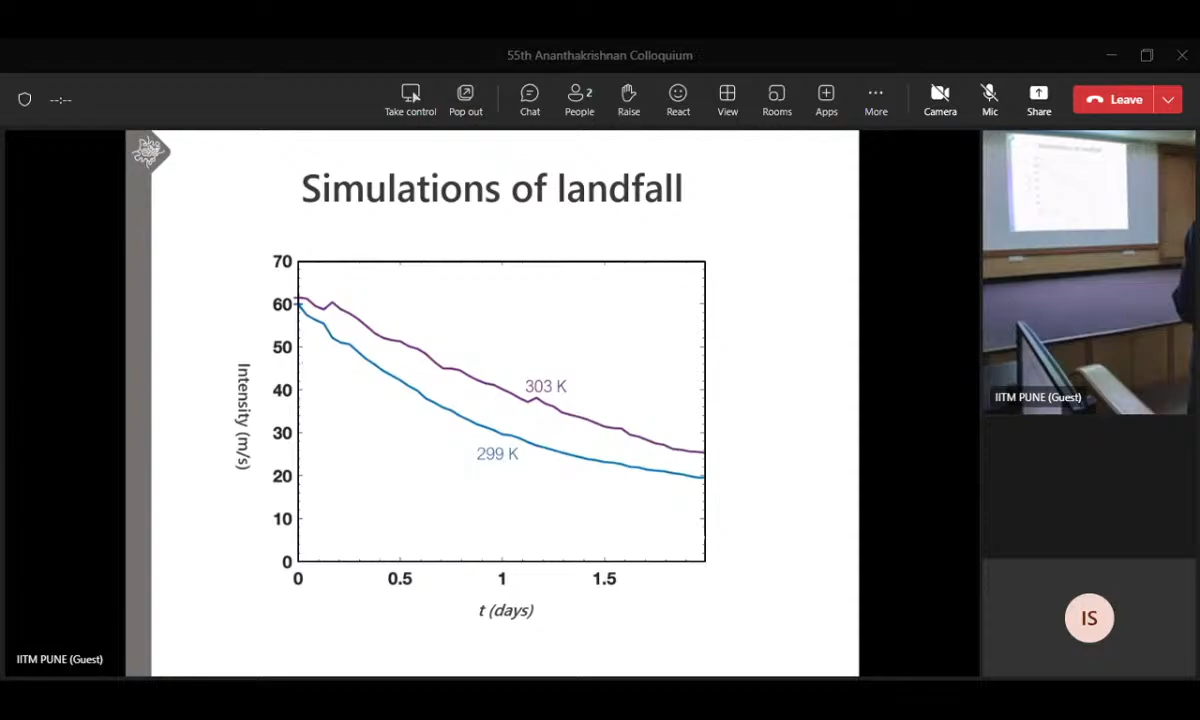 55th Ananthakrishnan Colloquium
--:--
Take control
Pop out
Chat
People
2
Raise
React
View
Rooms
Apps
More
Camera
Mic
Share
Leave
Simulations of landfall
70
60
50
40
30
20
10
0
Intensity (m/s)
303 K
299 K
0
0.5
1
1.5
t (days)
IITM PUNE (Guest)
IITM PUNE (Guest)
IS